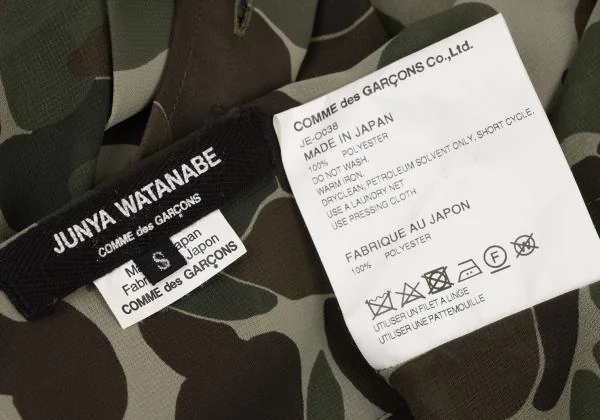 JUNYA WATANABE
COMME des GARÇONS
S
Japan
Japon
COMME des GARÇONS
COMME des GARÇONS Co.,Ltd.
JE-O038
MADE IN JAPAN
100% POLYESTER
DO NOT WASH.
WARM IRON.
DRYCLEAN, PETROLEUM SOLVENT ONLY, SHORT CYCLE.
USE A LAUNDRY NET
USE PRESSING CLOTH
FABRIQUE AU JAPON
100% POLYESTER
F
UTILISER UN FILET A LINGE
UTILISER UNE PATTEMOUILLE